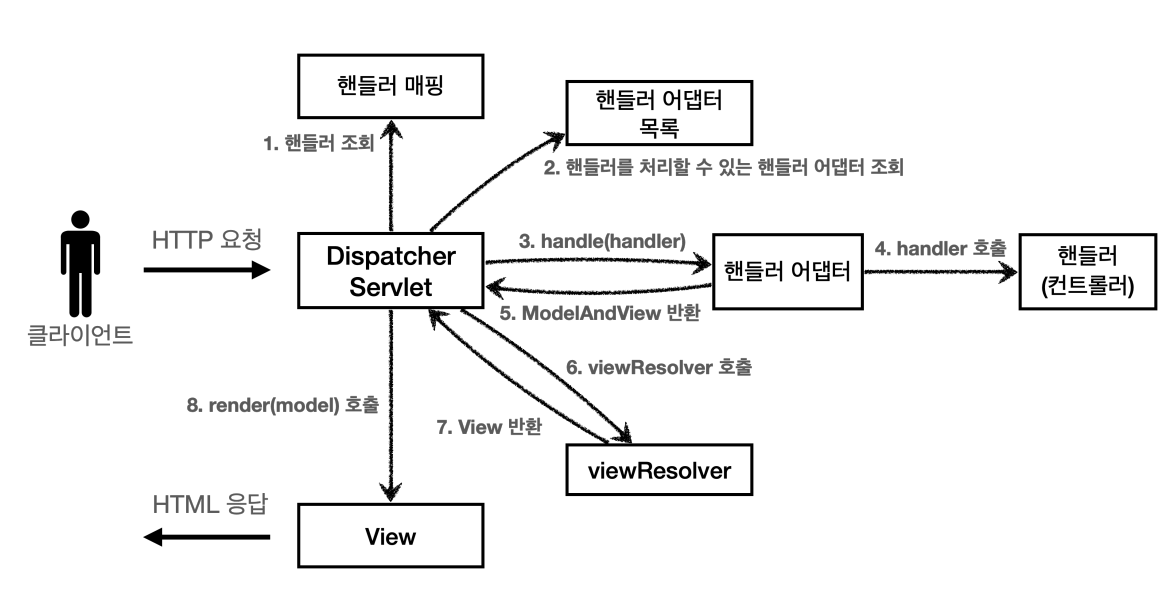 핸들러 매핑
핸들러 어댑터
목록
1. 핸들러 조회
2. 핸들러를 처리할 수 있는 핸들러 어댑터 조회
HTTP 요청
클라이언트
Dispatcher
Servlet
3. handle(handler)
핸들러 어댑터
4. handler 호출
핸들러
(컨트롤러)
5. ModelAndView 반환
6. viewResolver 호출
7. View 반환
8. render(model) 호출
viewResolver
HTML 응답
View